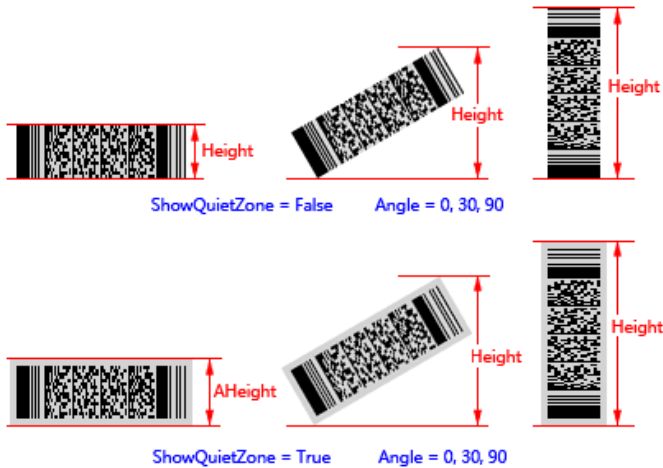 Height
Height
Height
ShowQuietZone = False Angle = 0, 30, 90
AHeight
Height
Height
ShowQuietZone = True Angle = 0, 30, 90